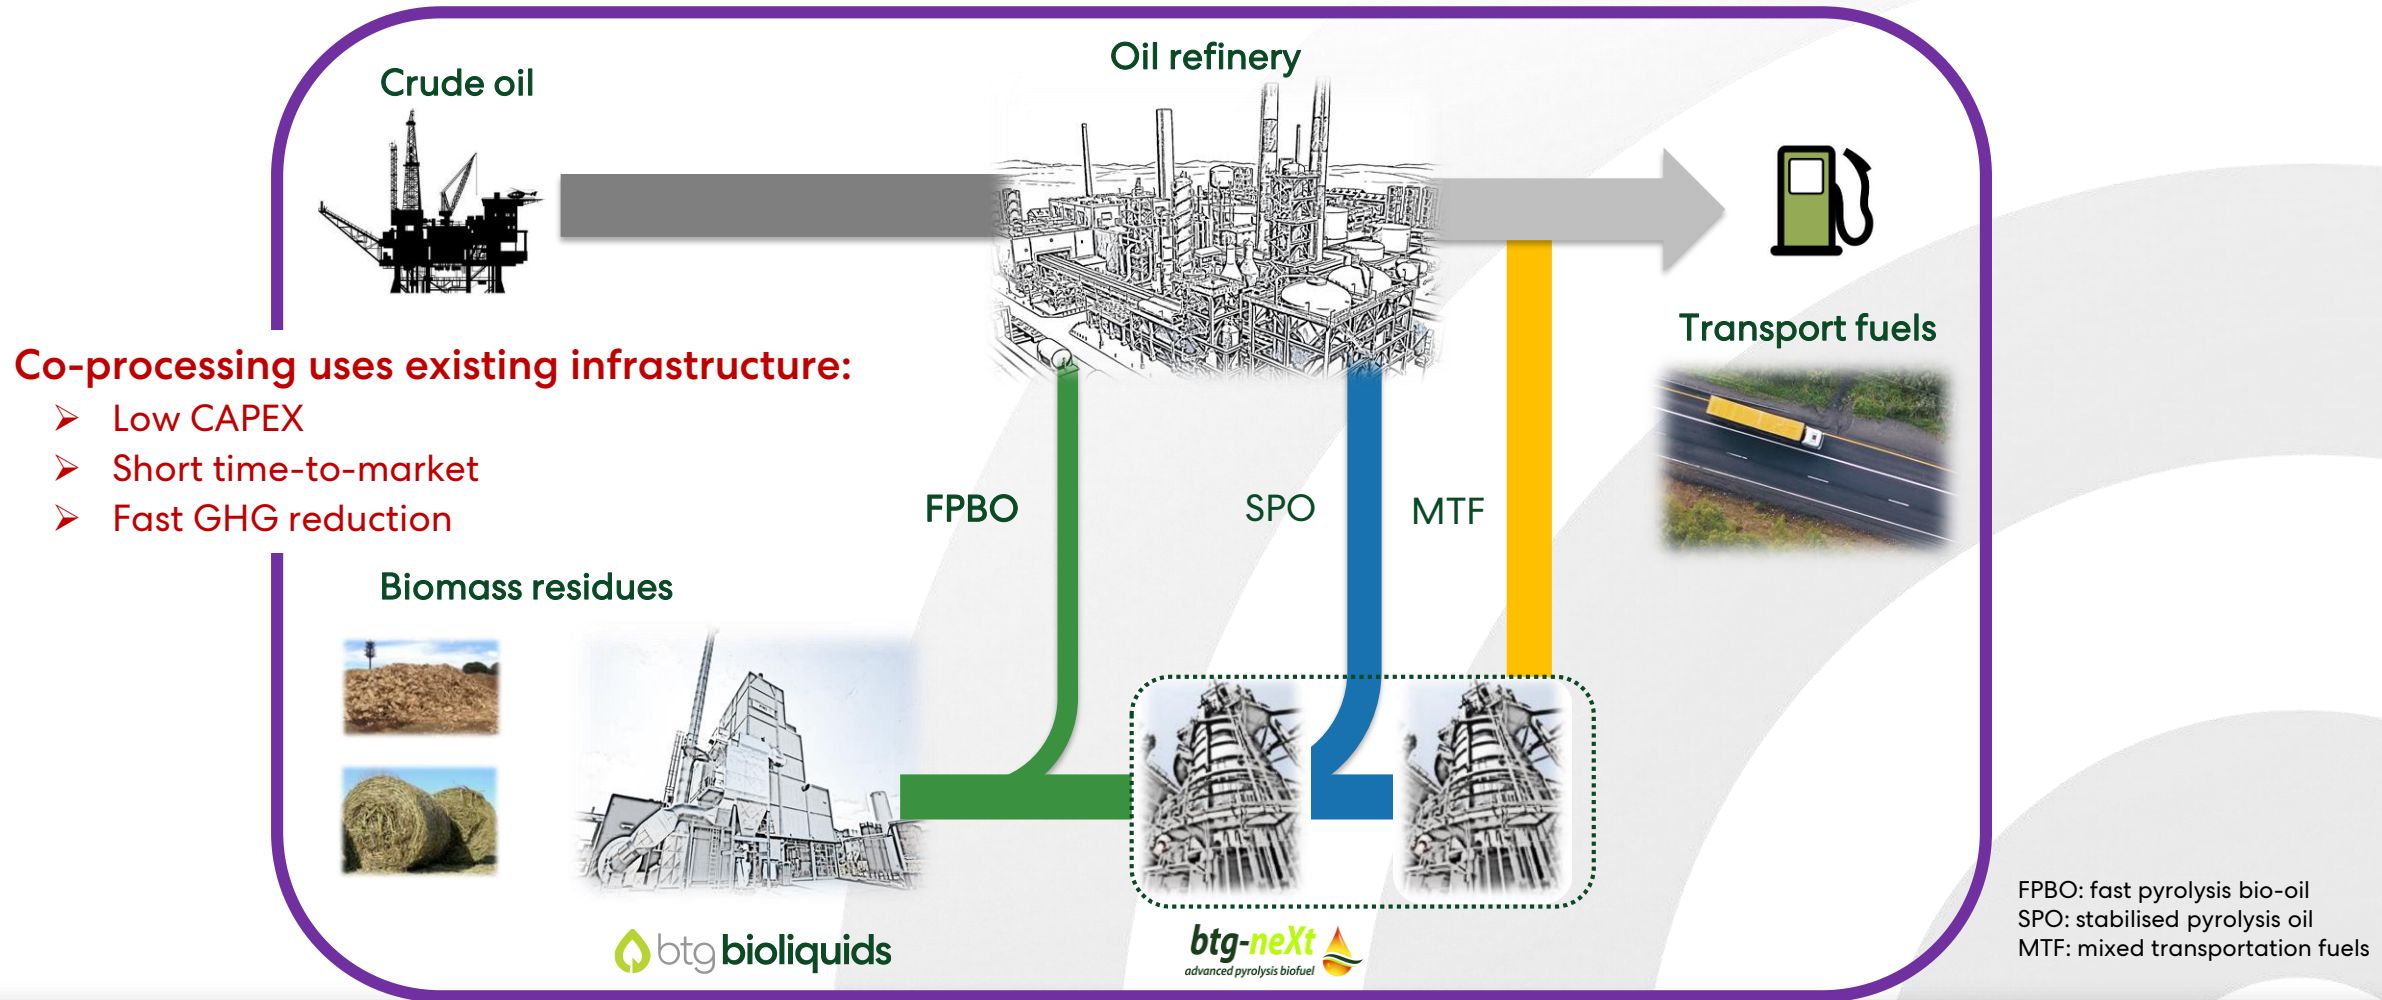 Oil refinery
Crude oil
Transport fuels
Co-processing uses existing infrastructure:
Low CAPEX
Short time-to-market
Fast GHG reduction
FPBO
SPO
MTF
Biomass residues
btg bioliquids
btg-neXt
advanced pyrolysis biofuel
FPBO: fast pyrolysis bio-oil
SPO: stabilised pyrolysis oil
MTF: mixed transportation fuels